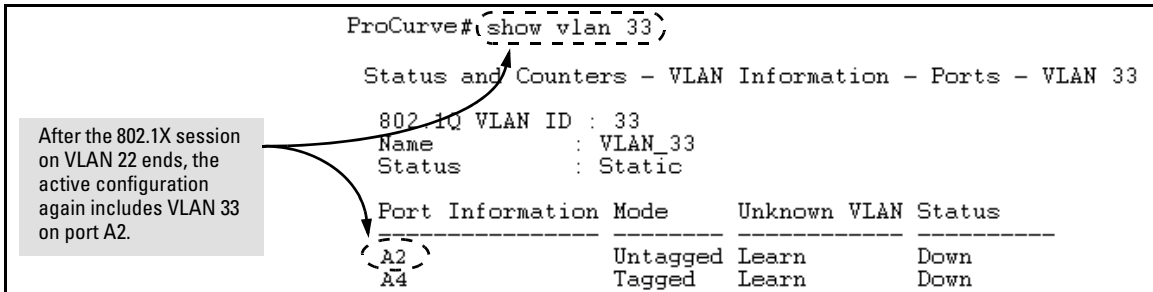 ProCurve# show vlan 33
Status and Counters - VLAN Information - Ports - VLAN 33
802.1Q VLAN ID : 33
Name : VLAN_33
Status : Static
After the 802.1X session
on VLAN 22 ends, the
active configuration
again includes VLAN 33
on port A2.
Port Information Mode Unknown VLAN Status
---------------- -------- ------------ ----------
A2 Untagged Learn Down
A4 Tagged Learn Down